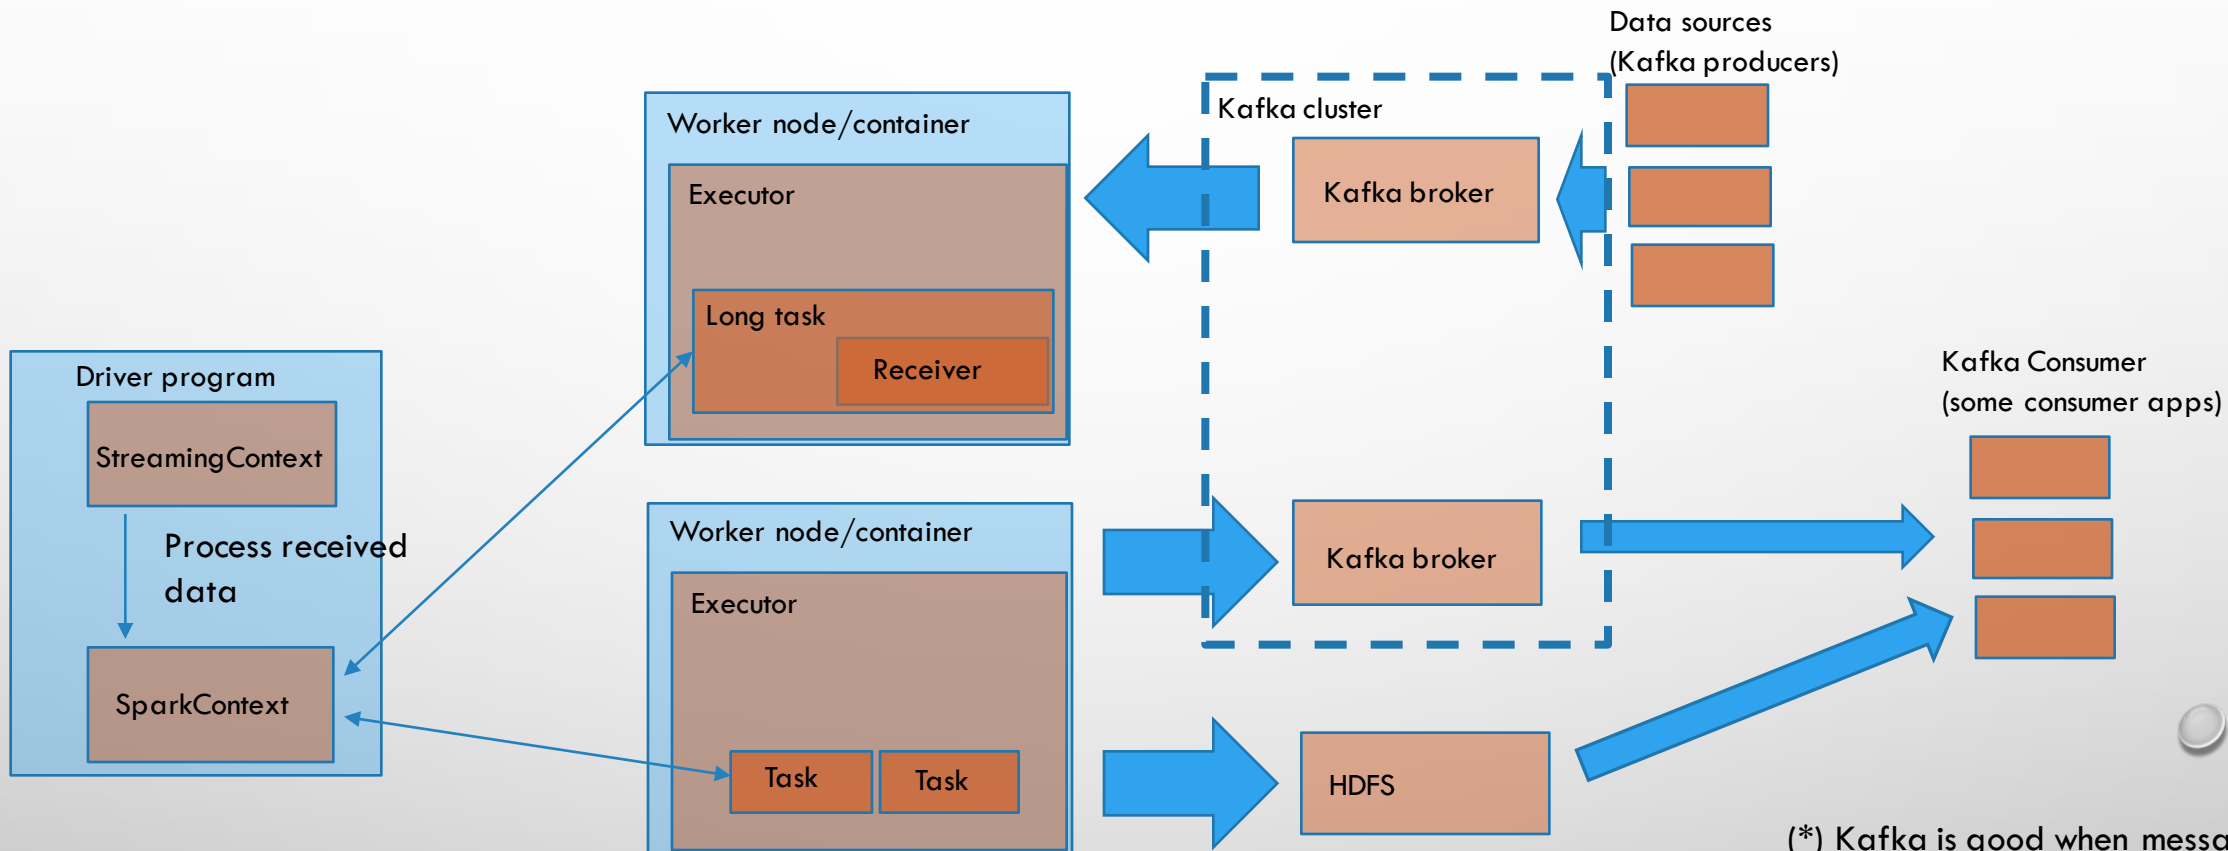 Data sources
(Kafka producers)
Kafka cluster
Worker node/container
Executor
Kafka broker
Long task
Receiver
Driver program
StreamingContext
Process received
data
SparkContext
Kafka Consumer
(some consumer apps)
Worker node/container
Executor
Kafka broker
Task
Task
HDFS
(*) Kafka is good when